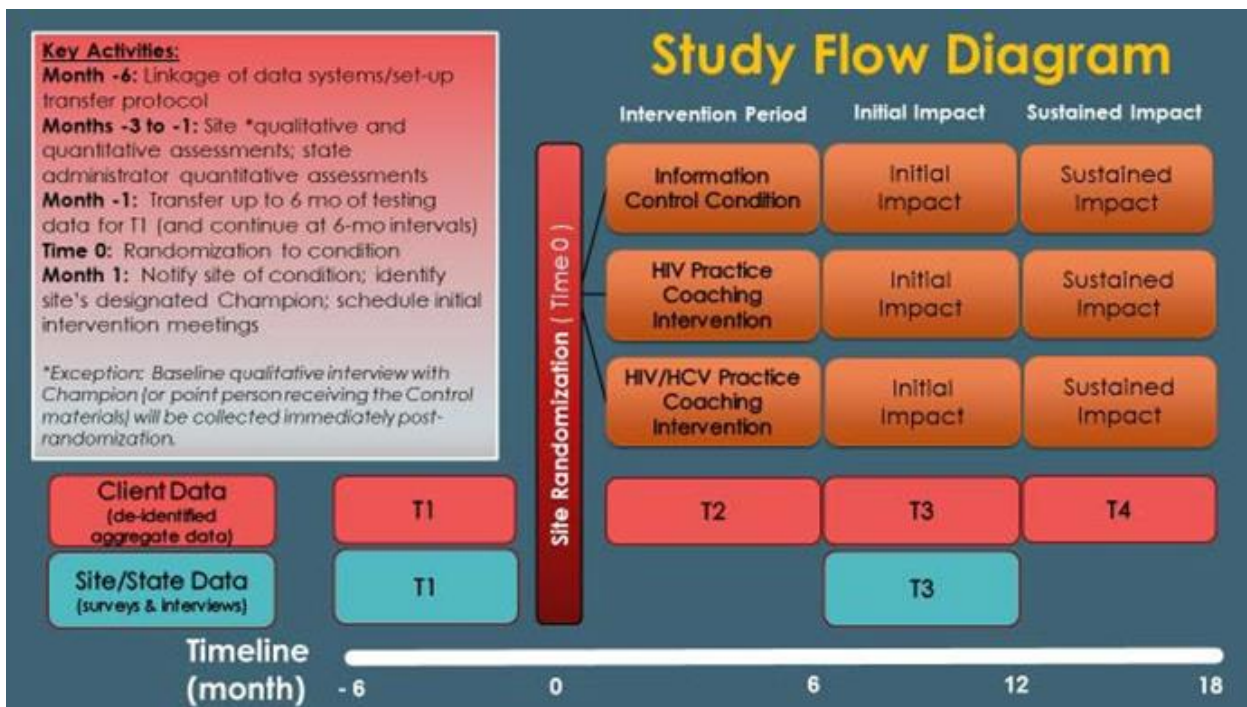 Key Activities:
Month -6: Linkage of data systems/set-up
transfer protocol
Months -3 to -1: Site *qualitative and
quantitative assessments; state
administrator quantitative assessments
Month -1: Transfer up to 6 mo of testing
data for T1 (and continue at 6-mo intervals)
Time 0: Randomization to condition
Month 1: Notify site of condition; identify
site's designated Champion; schedule initial
intervention meetings
*Exception: Baseline qualitative interview with
Champion (or point person receiving the Control
materials) will be collected immediately post-
randomization.
Study Flow Diagram
Intervention Period Initial Impact Sustained Impact
Site Randomization ( Time 0 )
Information
Control Condition
Initial
Impact
Sustained
Impact
HIV Practice
Coaching
Intervention
Initial
Impact
Sustained
Impact
HIV/HCV Practice
Coaching
Intervention
Initial
Impact
Sustained
Impact
Client Data
(de-identified
aggregate data)
T1
T2
T3
T4
Site/State Data
(surveys & interviews)
T1
T3
Timeline
(month)
- 6 0 6 12 18